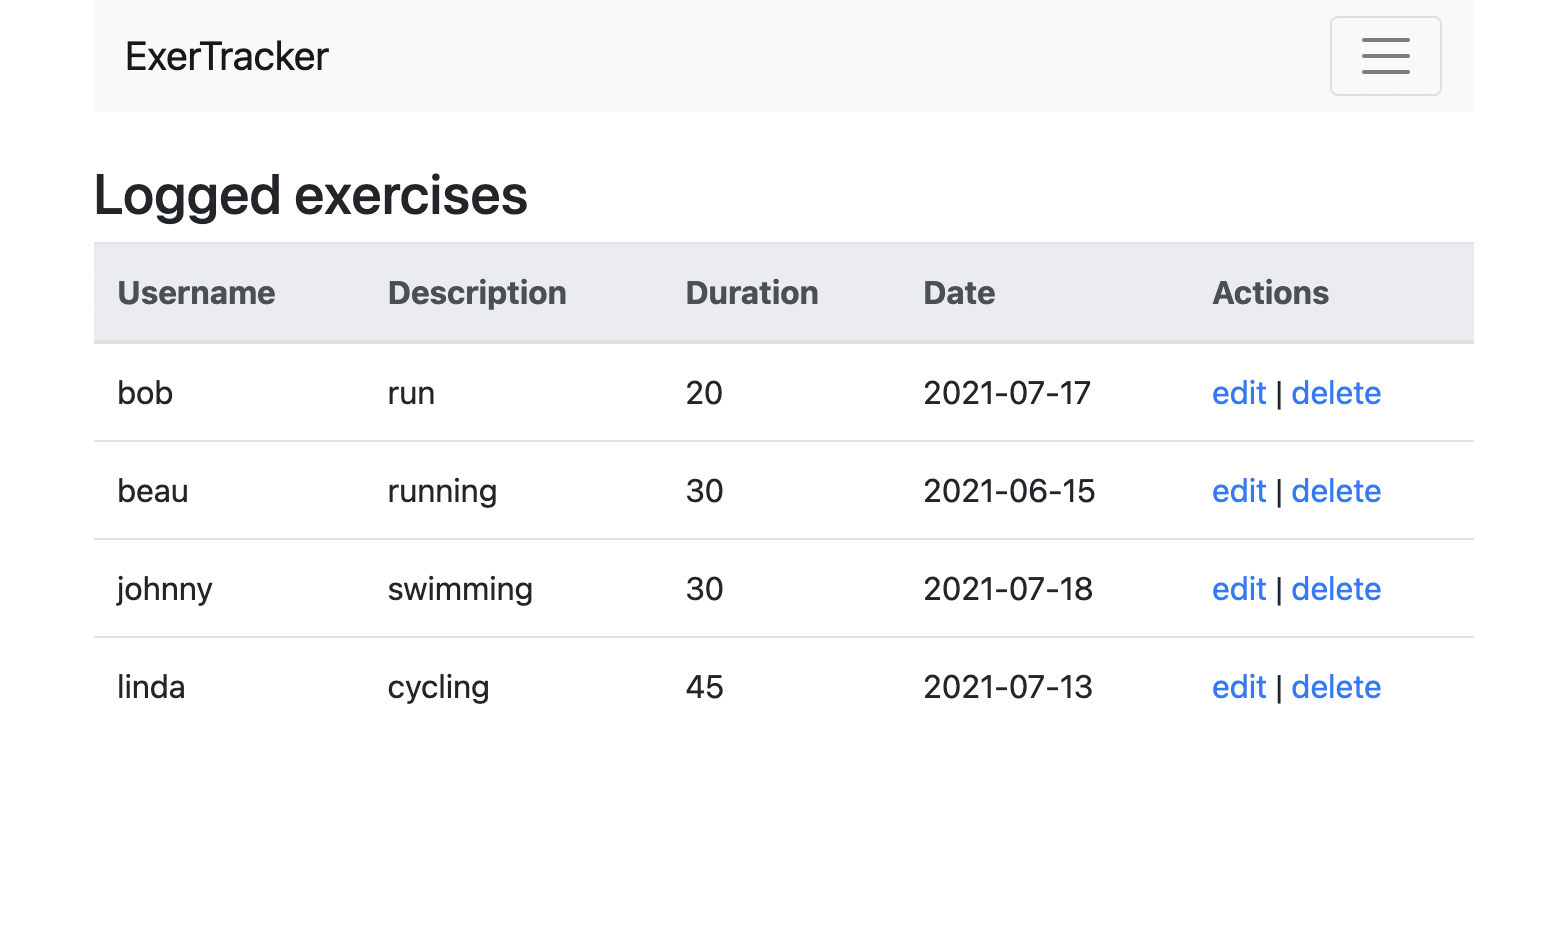 ExerTracker
Logged exercises
Username Description Duration Date Actions
bob run 20 2021-07-17 edit | delete
beau running 30 2021-06-15 edit | delete
johnny swimming 30 2021-07-18 edit | delete
linda cycling 45 2021-07-13 edit | delete